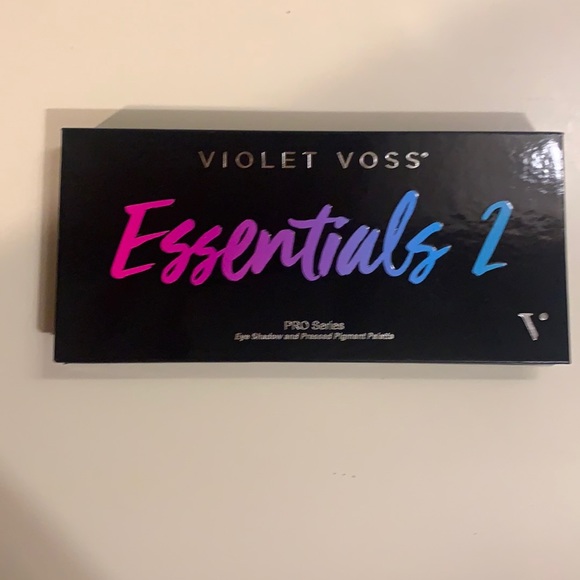 VIOLET VOSS®
Essentials 2
PRO Series
Eye Shadow and Pressed Pigment Palette
V